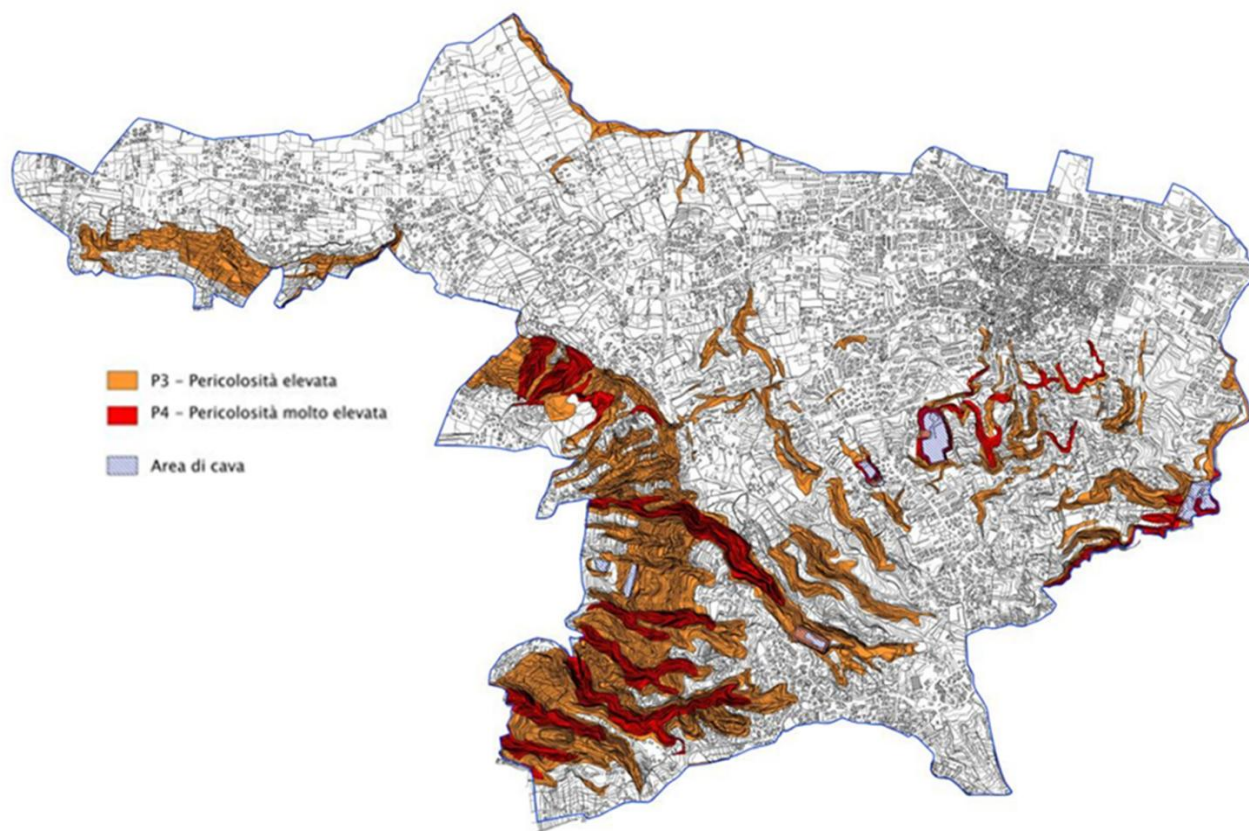 P3 - Pericolosità elevata
P4 - Pericolosità molto elevata
Area di cava